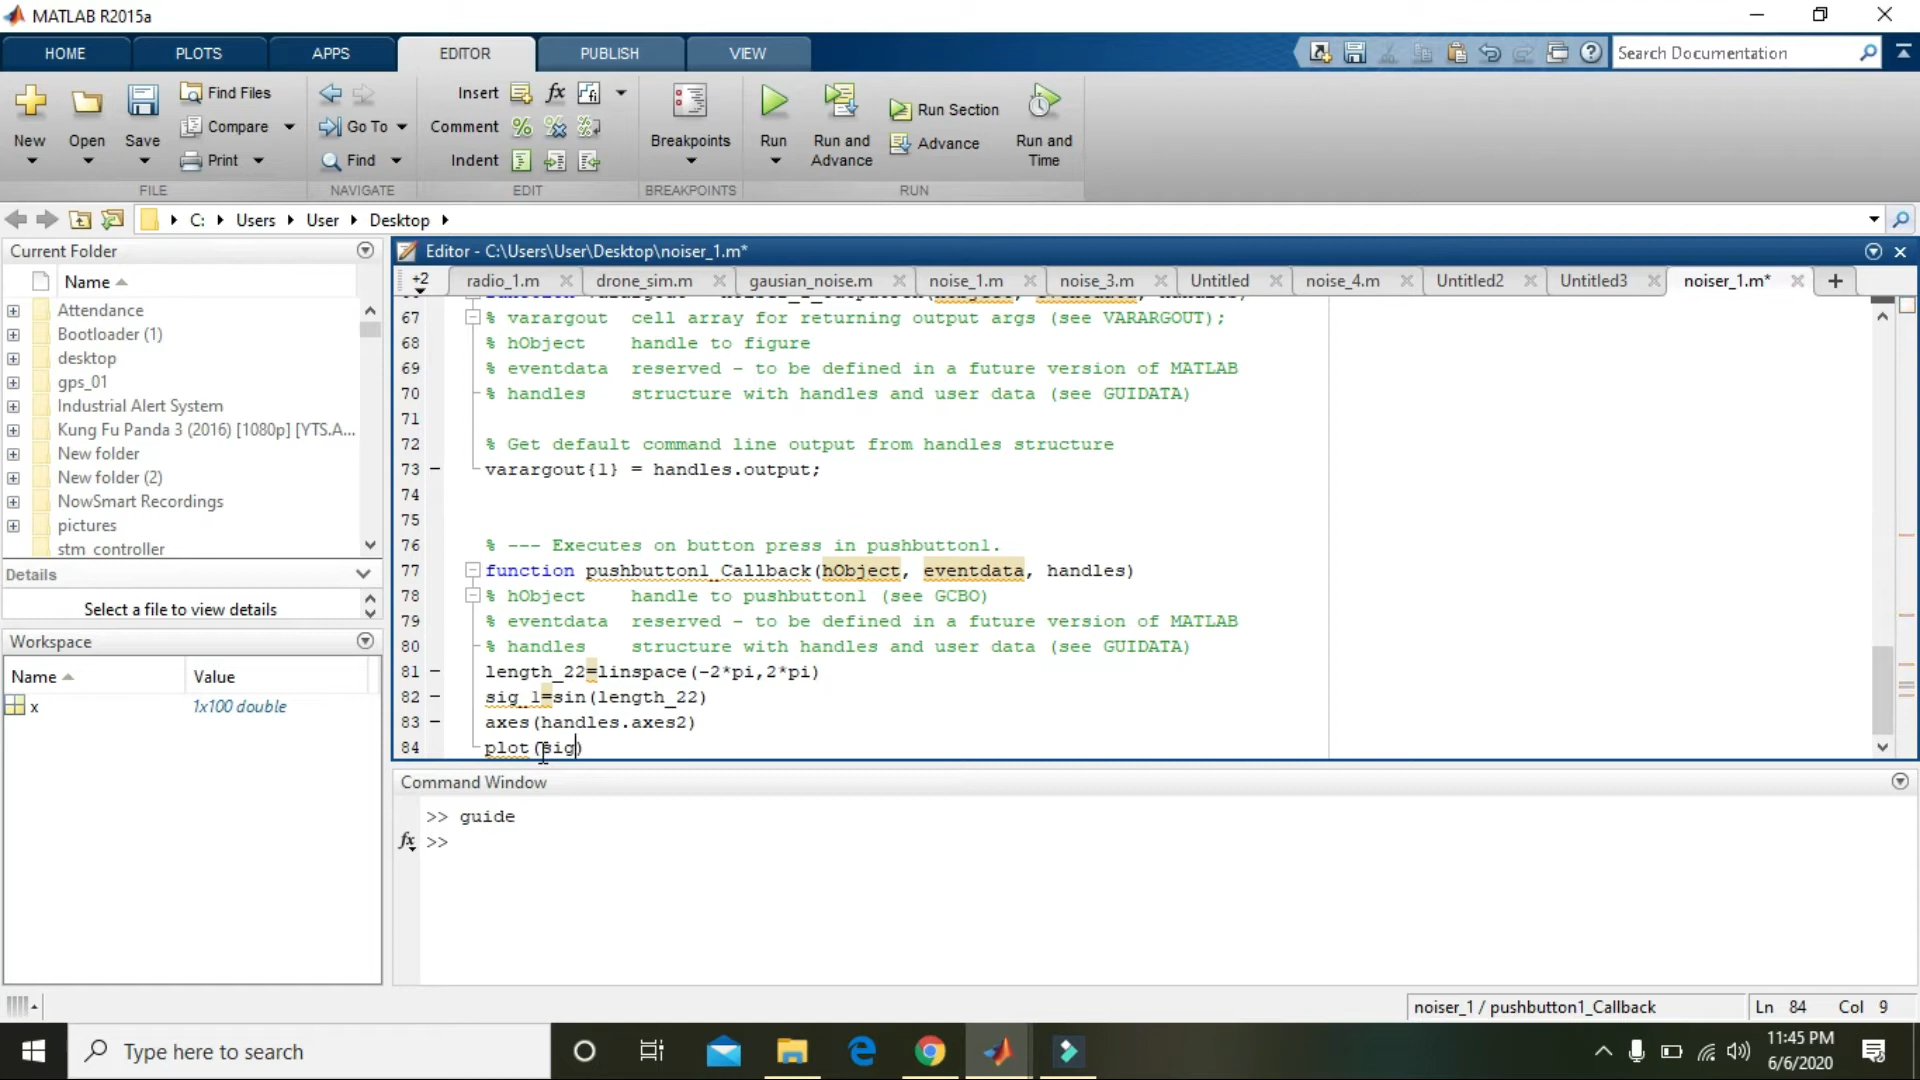 MATLAB R2015a
HOME
PLOTS
APPS
EDITOR
PUBLISH
VIEW
Search Documentation
New
Open
Save
Find Files
Compare
Print
FILE
Go To
Find
NAVIGATE
Insert
Comment
Indent
EDIT
Breakpoints
BREAKPOINTS
Run
Run and Advance
Run Section
Advance
Run and Time
RUN
C: Users User Desktop
Current Folder
Name
Attendance
Bootloader (1)
desktop
gps_01
Industrial Alert System
Kung Fu Panda 3 (2016) [1080p] [YTS.A...
New folder
New folder (2)
NowSmart Recordings
pictures
stm_controller
Details
Select a file to view details
Workspace
Name Value
x 1x100 double
Editor - C:\Users\User\Desktop\noiser_1.m*
+2 radio_1.m drone_sim.m gausian_noise.m noise_1.m noise_3.m Untitled noise_4.m Untitled2 Untitled3 noiser_1.m*
67 % varargout cell array for returning output args (see VARARGOUT);
68 % hObject handle to figure
69 % eventdata reserved - to be defined in a future version of MATLAB
70 % handles structure with handles and user data (see GUIDATA)
71
72 % Get default command line output from handles structure
73 varargout{1} = handles.output;
74
75
76 % --- Executes on button press in pushbutton1.
77 function pushbutton1_Callback(hObject, eventdata, handles)
78 % hObject handle to pushbutton1 (see GCBO)
79 % eventdata reserved - to be defined in a future version of MATLAB
80 % handles structure with handles and user data (see GUIDATA)
81 length_22=linspace(-2*pi,2*pi)
82 sig_1=sin(length_22)
83 axes(handles.axes2)
84 plot(sig)
Command Window
>> guide
fx >>
noiser_1 / pushbutton1_Callback
Ln 84 Col 9
Type here to search
11:45 PM
6/6/2020